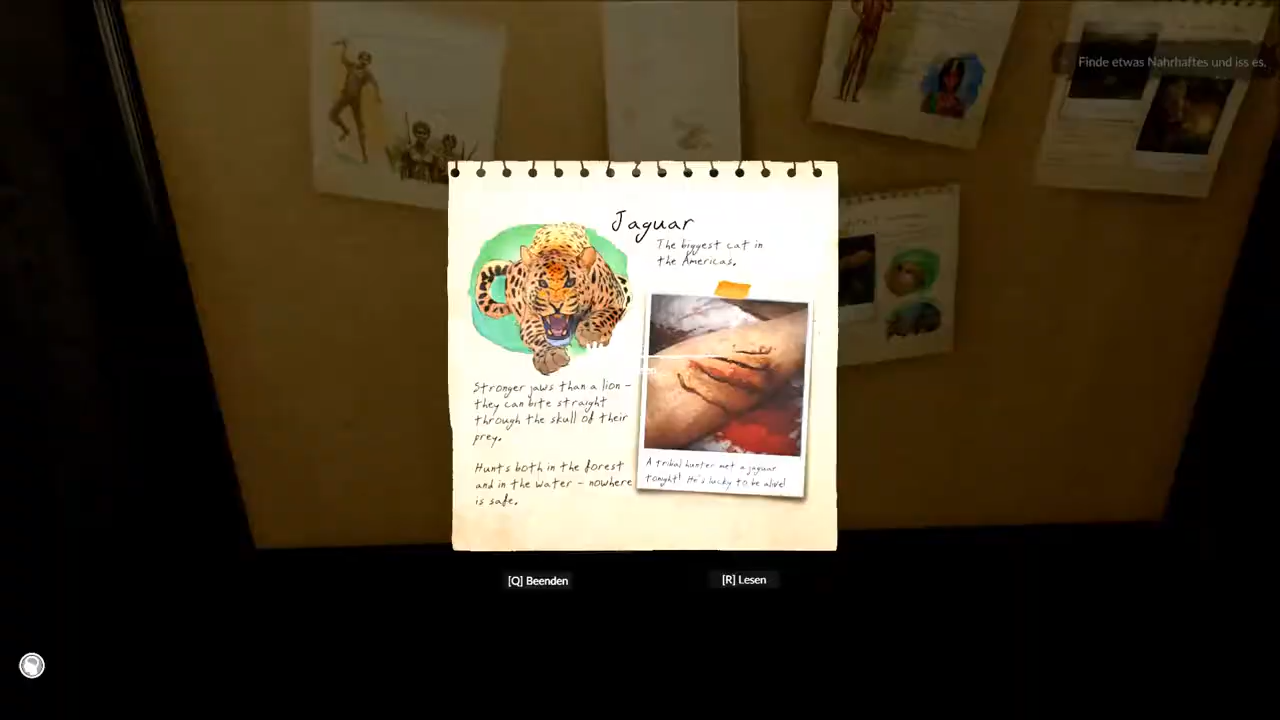 Finde etwas Nahrhaftes und iss es.
Jaguar
The biggest cat in
the Americas.
Stronger jaws than a lion –
they can bite straight
through the skull of their
prey.
Hunts both in the forest
and in the water – nowhere
is safe.
A tribal hunter met a jaguar
tonight! He's lucky to be alive!
[Q] Beenden
[R] Lesen